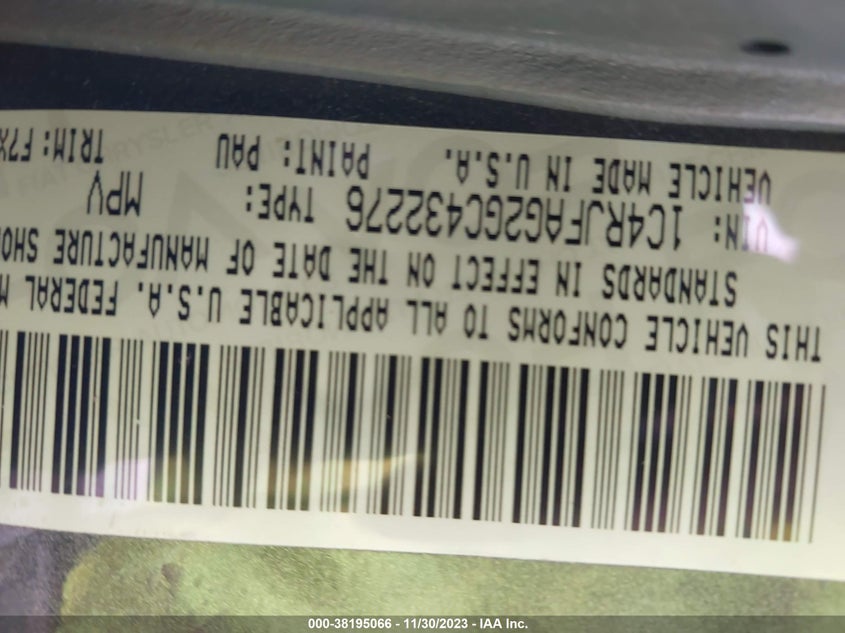 THIS VEHICLE CONFORMS TO ALL APPLICABLE U.S.A. FEDERAL M
STANDARDS IN EFFECT ON THE DATE OF MANUFACTURE SHO
VIN: 1C4RJFAG2GC432276 TYPE: MPV
VEHICLE MADE IN U.S.A. PAINT: PAU TRIM: F7X
000-38195066 - 11/30/2023 - IAA Inc.